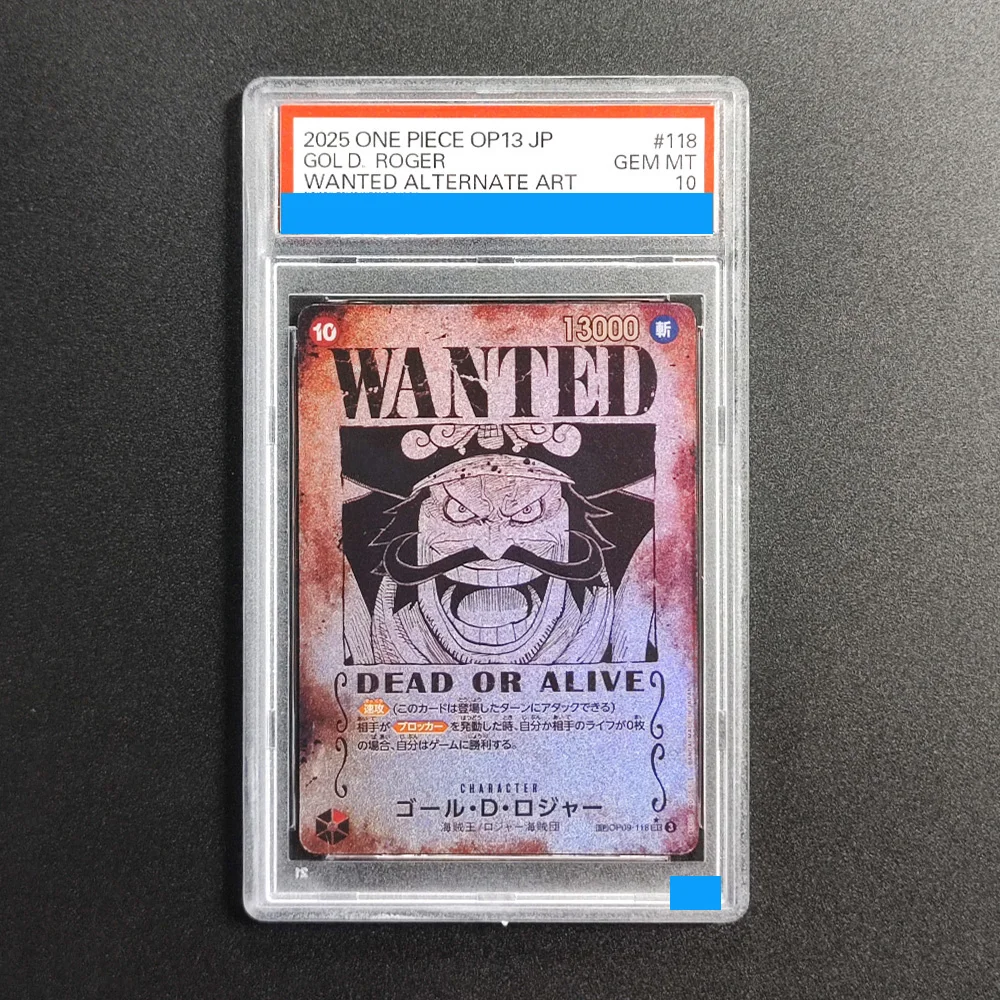 2025 ONE PIECE OP13 JP #118
GOL D. ROGER GEM MT
WANTED ALTERNATE ART 10
10 13000 斬
WANTED
DEAD OR ALIVE
速攻 (このカードは登場したターンにアタックできる)
相手が ブロッカー を発動した時、自分か相手のライフが0枚
の場合、自分はゲームに勝利する。
CHARACTER
ゴール・D・ロジャー
海賊王/ロジャー海賊団 OP09-118